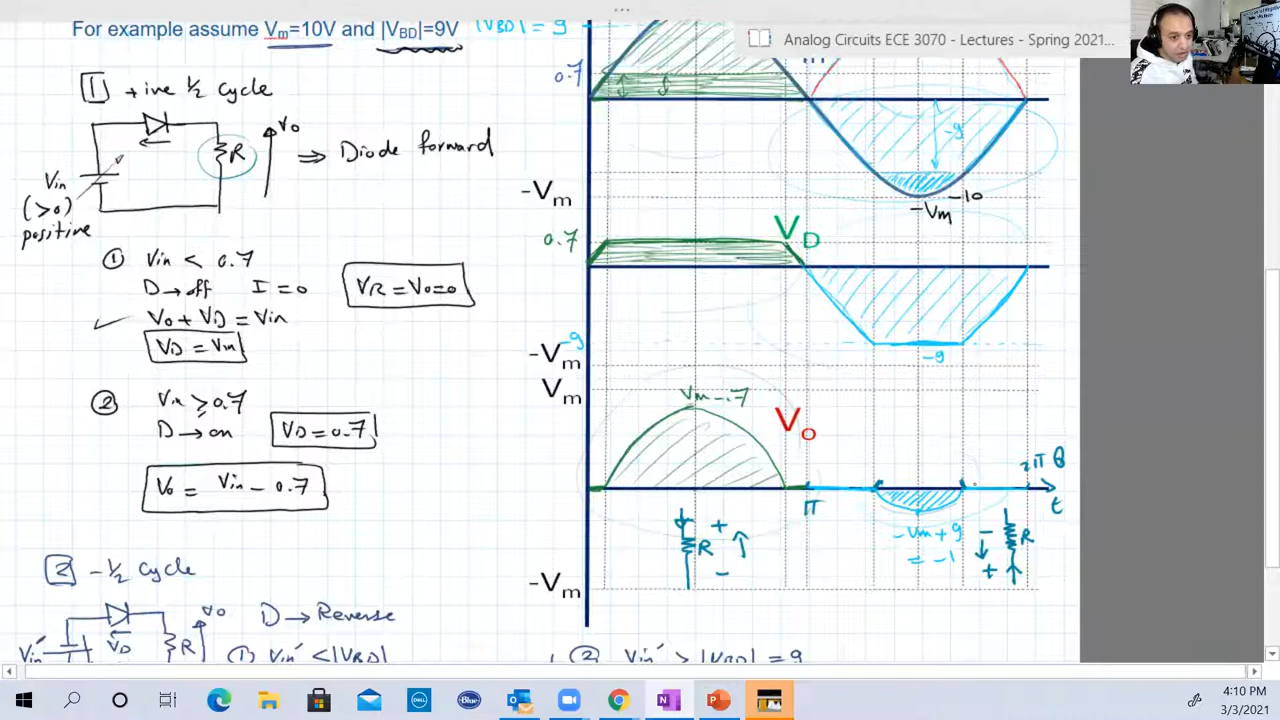 For example assume Vm=10V and |VBD|=9V
|VBD| = 9
Analog Circuits ECE 3070 - Lectures - Spring 2021...
1 +ive ½ cycle
Vo
R
⇒ Diode forward
Vin
(>0)
positive
① Vin < 0.7
D → off I = 0
VR = Vo = 0
Vo + VD = Vin
VD = Vin
② Vin ≥ 0.7
D → on
VD = 0.7
Vo = Vin - 0.7
2 - ½ cycle
Vo
D → Reverse
Vin′
VD
R
① Vin′ < |VBD|
0.7
-9
-Vm
-10
-Vm
0.7
VD
-9
-Vm
-9
Vm
Vm - .7
Vo
2π θ
π
t
R
+
-
-Vm + 9
= -1
-
+
R
-Vm
② Vin′ > |VBD| = 9
4:10 PM
3/3/2021